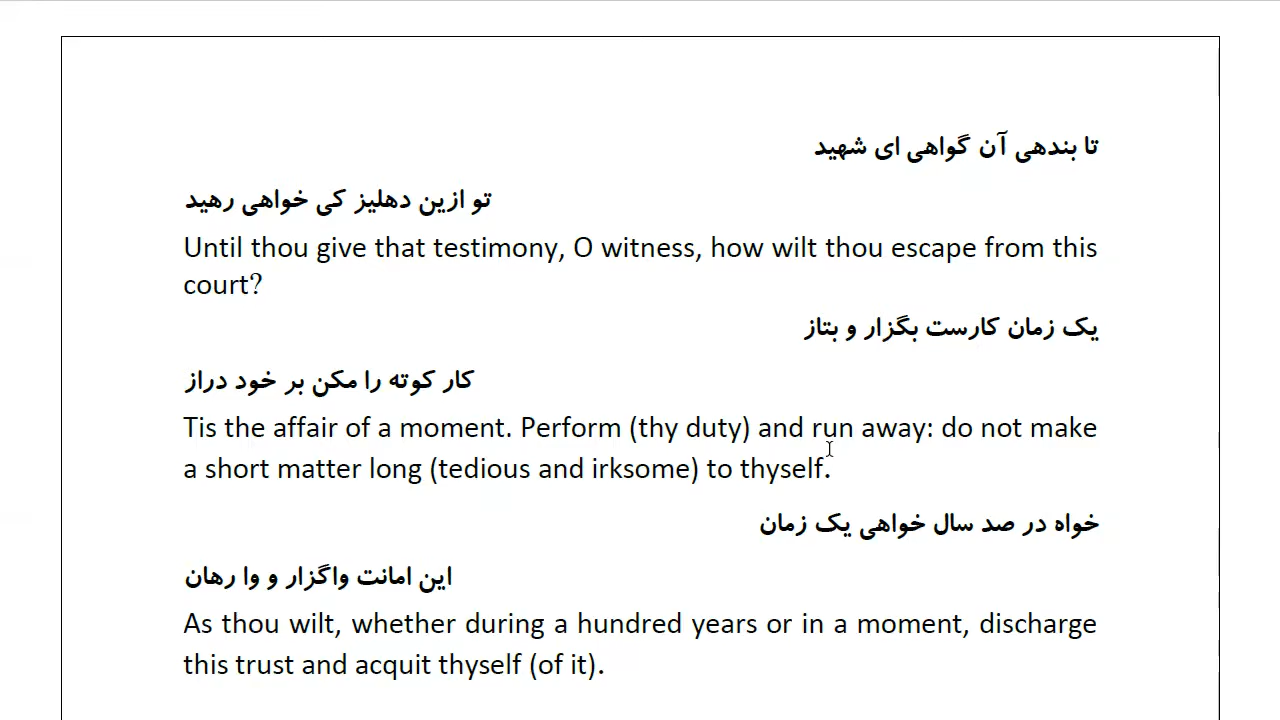 تا بندهی آن گواهی ای شهید
تو ازین دهلیز کی خواهی رهید
Until thou give that testimony, O witness, how wilt thou escape from this
court?
یک زمان کارست بگزار و بتاز
کار کوته را مکن بر خود دراز
Tis the affair of a moment. Perform (thy duty) and run away: do not make
a short matter long (tedious and irksome) to thyself.
خواه در صد سال خواهی یک زمان
این امانت واگزار و وا رهان
As thou wilt, whether during a hundred years or in a moment, discharge
this trust and acquit thyself (of it).